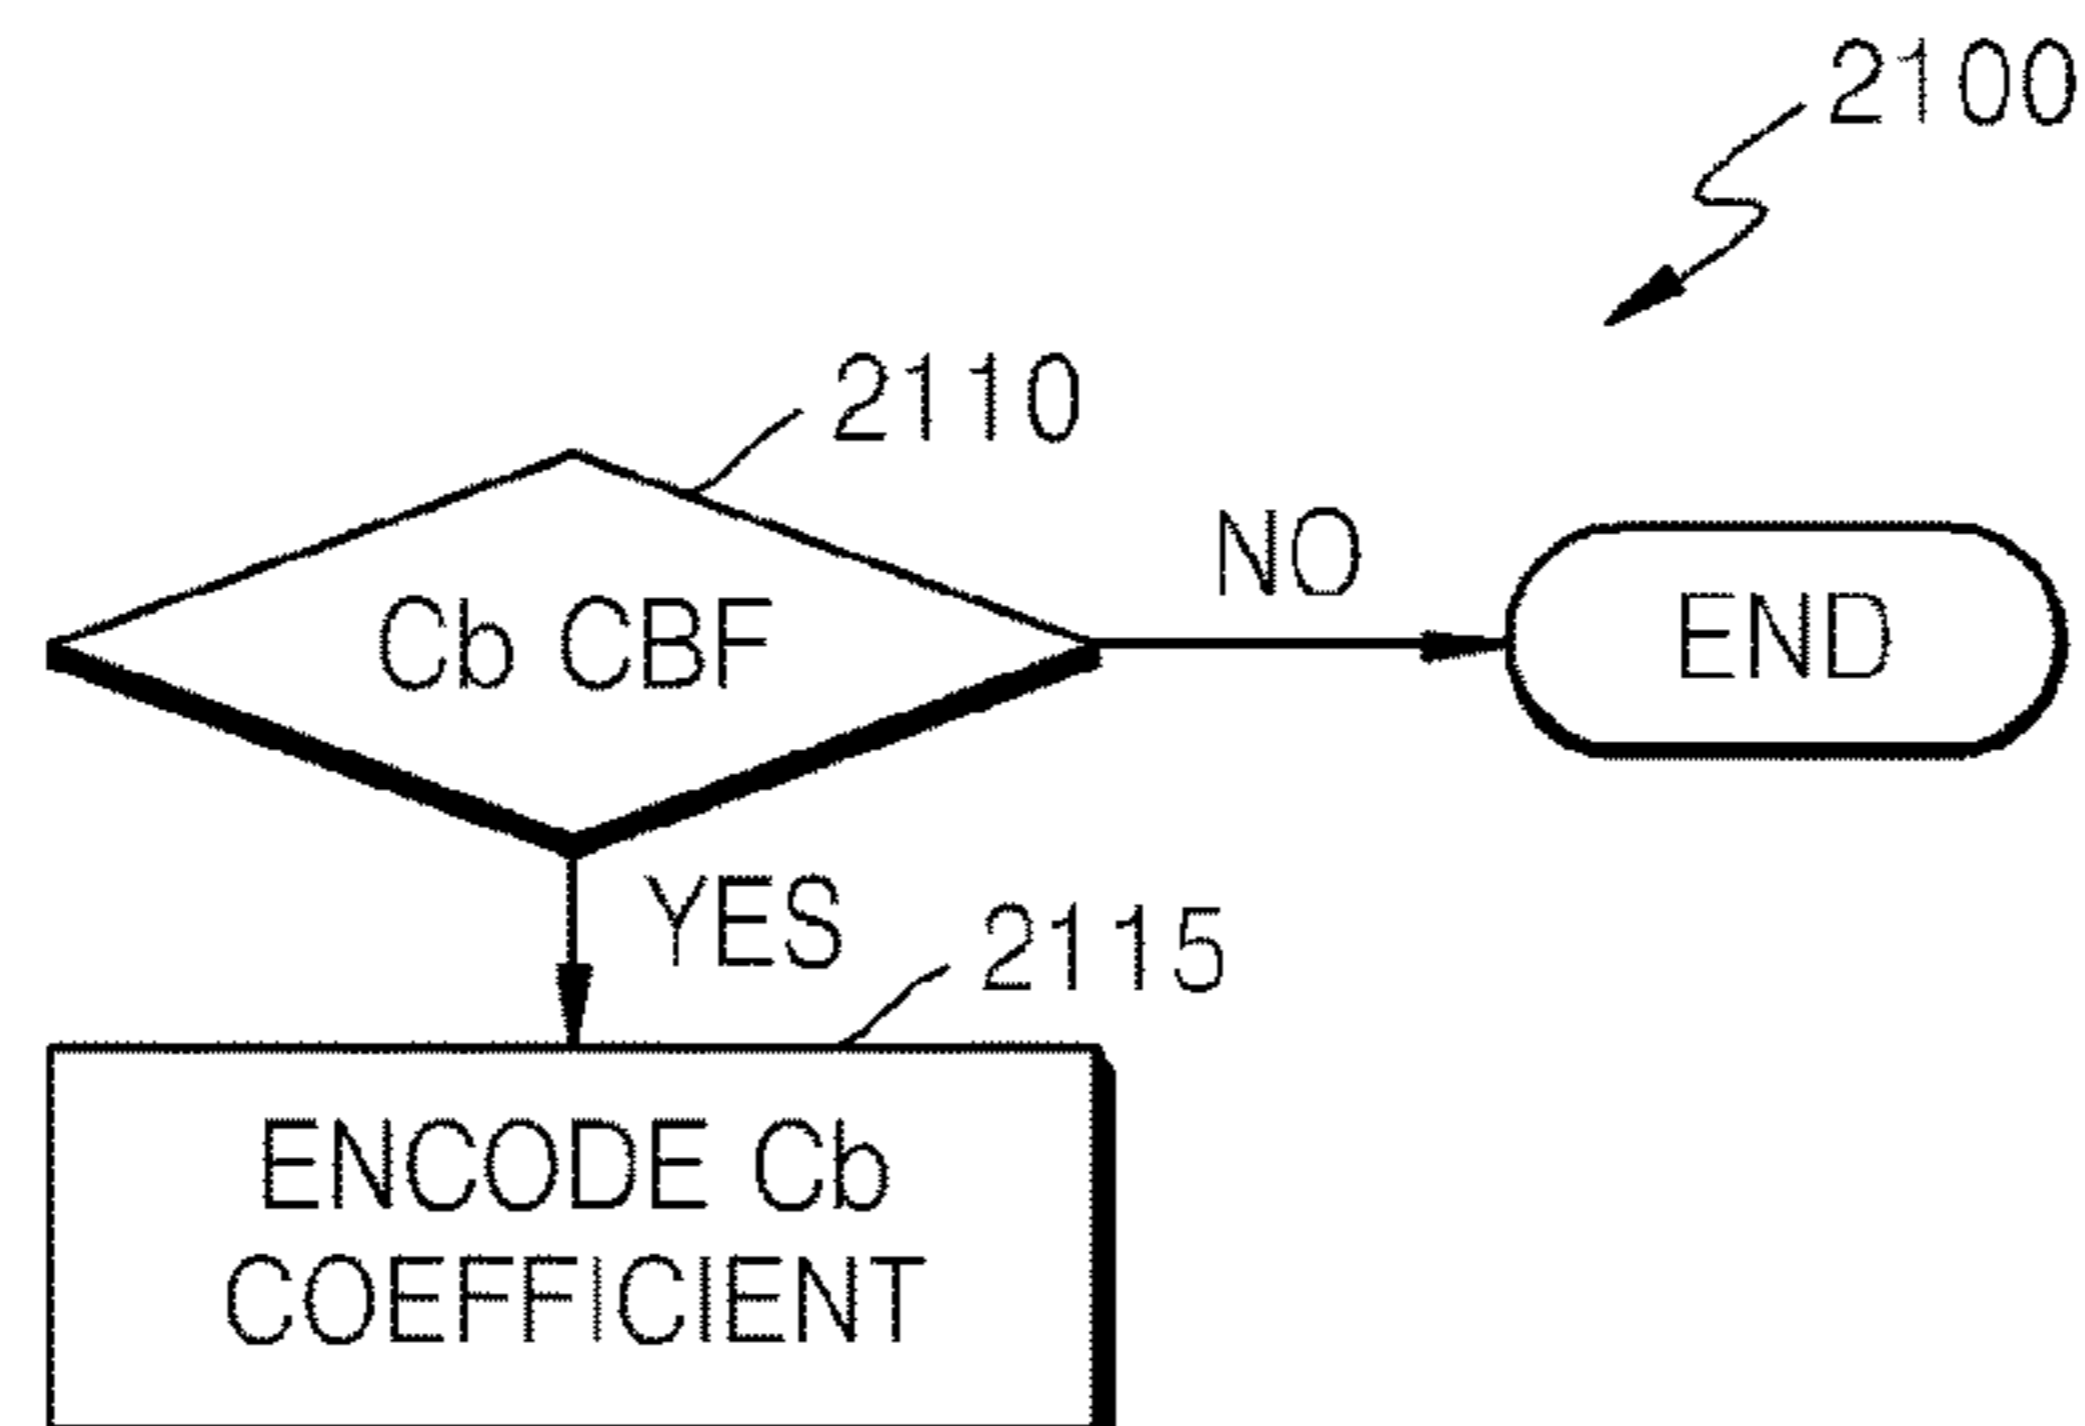 2100
2110
Cb CBF
NO
END
YES
2115
ENCODE Cb
COEFFICIENT